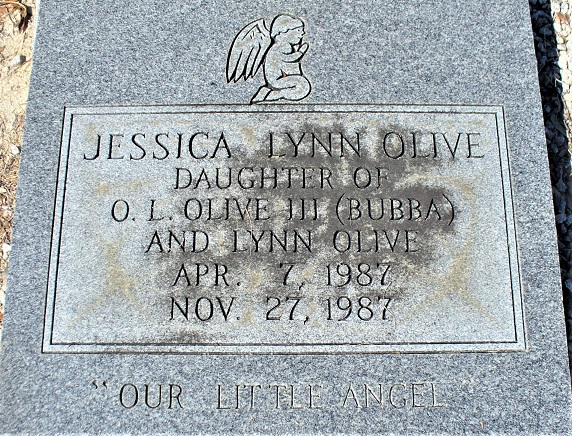 JESSICA LYNN OLIVE
DAUGHTER OF
O. L. OLIVE III (BUBBA)
AND LYNN OLIVE
APR. 7, 1987
NOV. 27, 1987
"OUR LITTLE ANGEL"